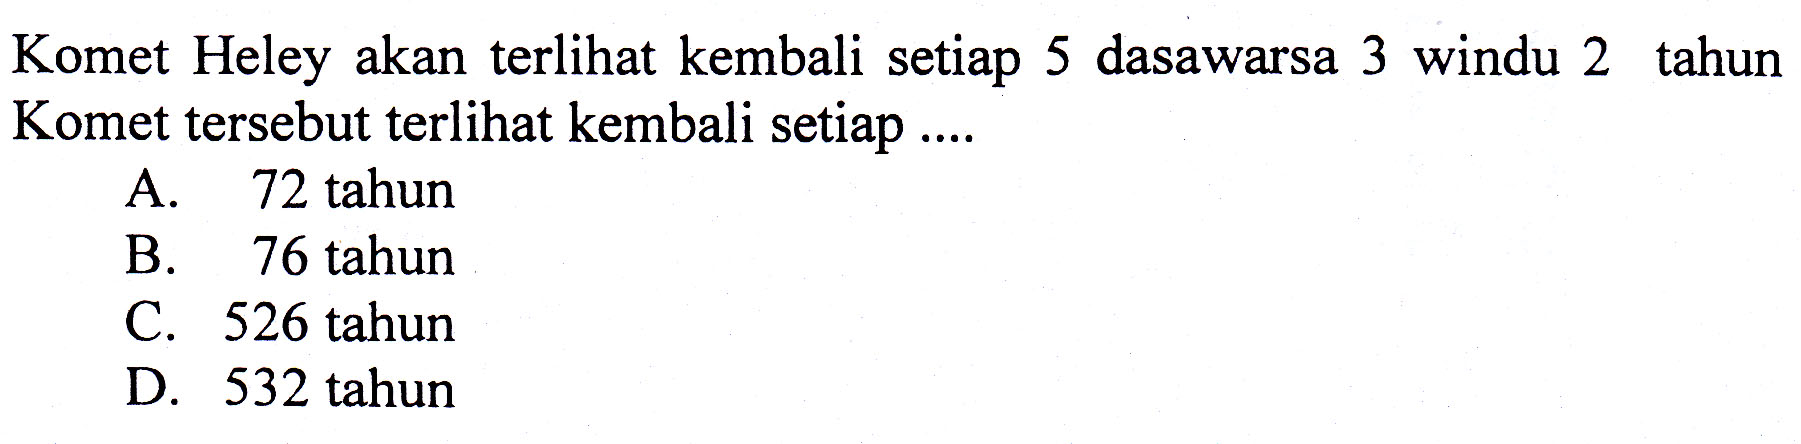 Komet Heley akan terlihat kembali setiap 5 dasawarsa 3 windu 2 tahun
Komet tersebut terlihat kembali setiap ....
A. 72 tahun
B. 76 tahun
C. 526 tahun
D. 532 tahun